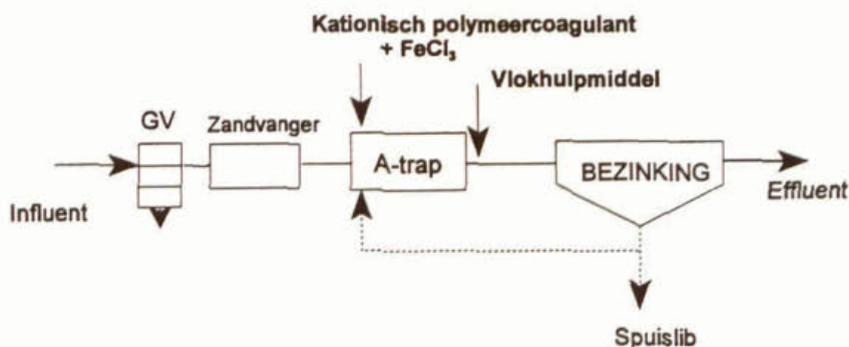 Kationisch polymeercoagulant
+ FeCl₃
Vlokhulpmiddel
GV
Zandvanger
A-trap
BEZINKING
Influent
Effluent
Spuislib